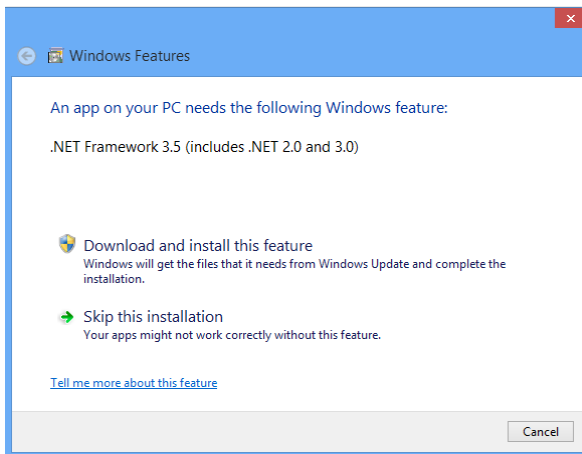 Windows Features
An app on your PC needs the following Windows feature:
.NET Framework 3.5 (includes .NET 2.0 and 3.0)
Download and install this feature
Windows will get the files that it needs from Windows Update and complete the
installation.
Skip this installation
Your apps might not work correctly without this feature.
Tell me more about this feature
Cancel